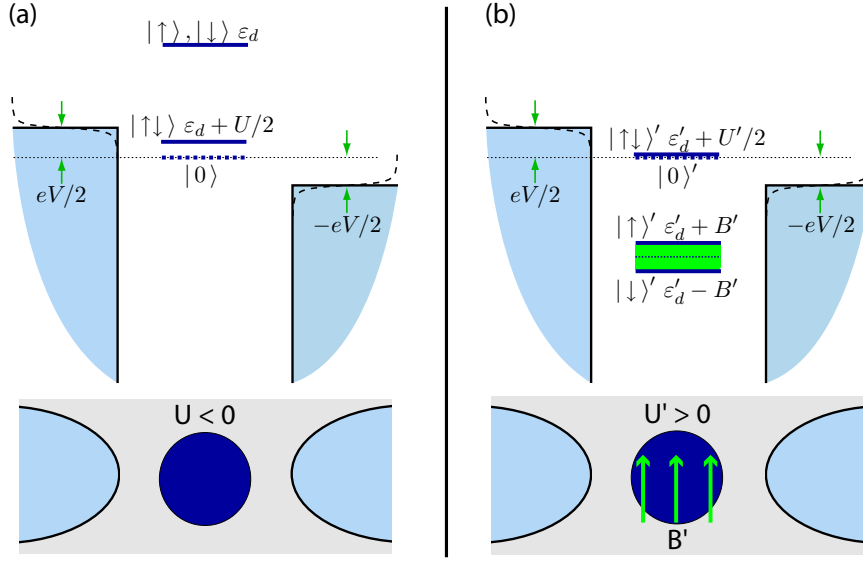 (a)
|↑⟩, |↓⟩ ε_d
|↑↓⟩ ε_d + U/2
|0⟩
eV/2
−eV/2
U < 0
(b)
|↑↓⟩′ ε′_d + U′/2
|0⟩′
eV/2
|↑⟩′ ε′_d + B′
−eV/2
|↓⟩′ ε′_d − B′
U' > 0
B'